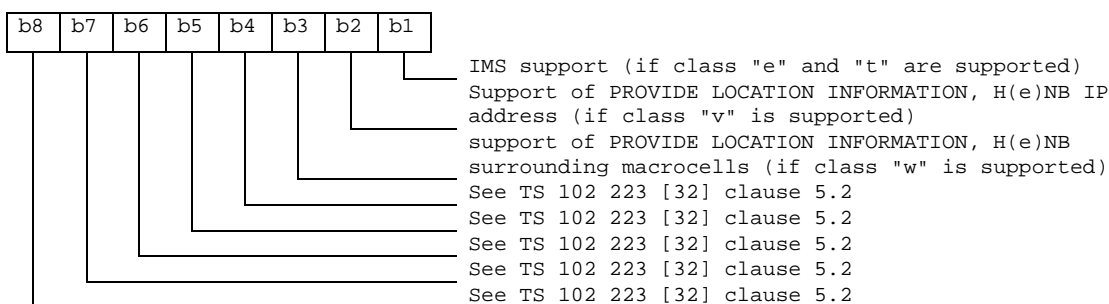 b8 b7 b6 b5 b4 b3 b2 b1
IMS support (if class "e" and "t" are supported)
Support of PROVIDE LOCATION INFORMATION, H(e)NB IP
address (if class "v" is supported)
support of PROVIDE LOCATION INFORMATION, H(e)NB
surrounding macrocells (if class "w" is supported)
See TS 102 223 [32] clause 5.2
See TS 102 223 [32] clause 5.2
See TS 102 223 [32] clause 5.2
See TS 102 223 [32] clause 5.2
See TS 102 223 [32] clause 5.2